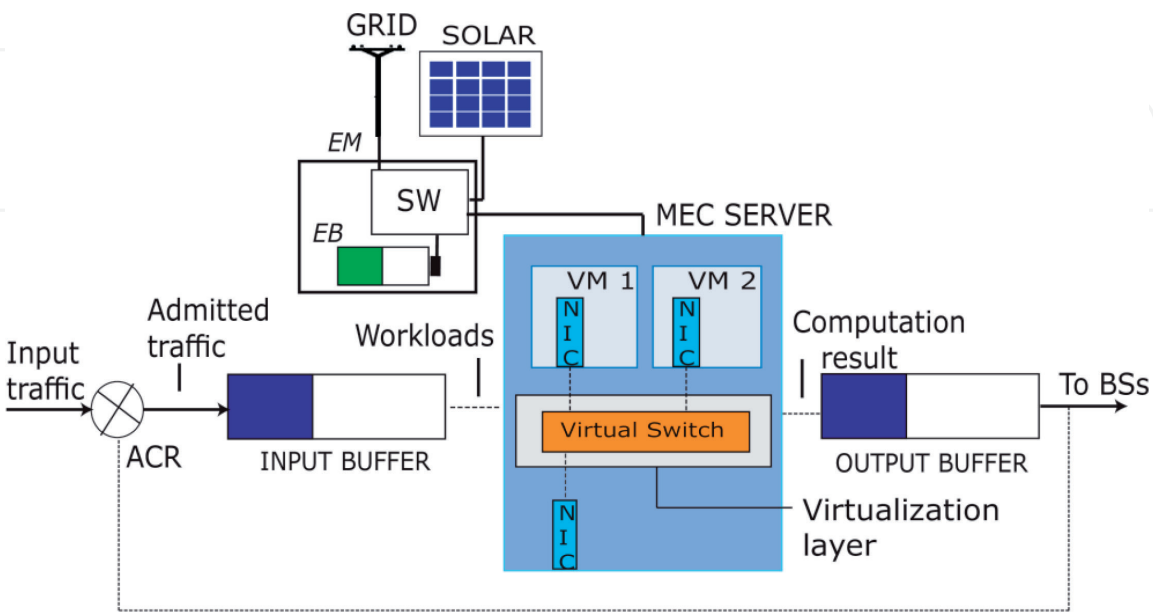 GRID
SOLAR
EM
SW
EB
MEC SERVER
VM 1
VM 2
NIC
NIC
Admitted
traffic
Workloads
Computation
result
Input
traffic
To BSs
Virtual Switch
ACR
INPUT BUFFER
OUTPUT BUFFER
NIC
Virtualization
layer